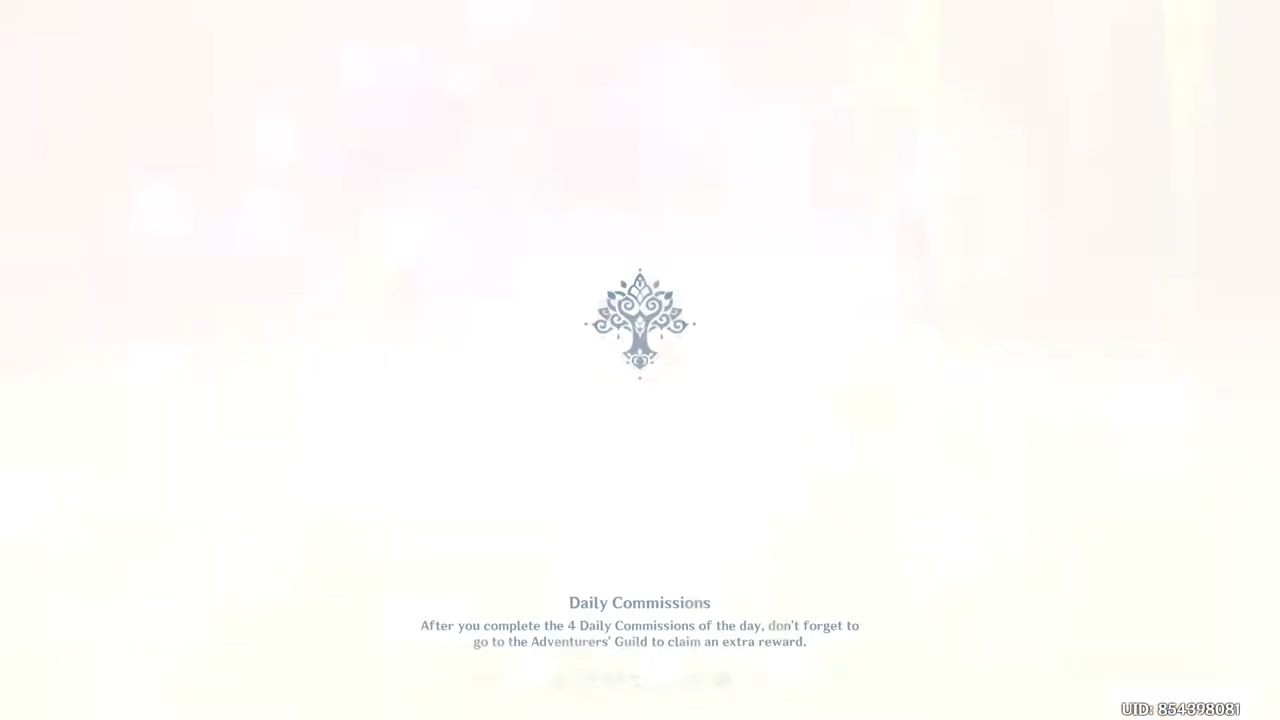 Daily Commissions
After you complete the 4 Daily Commissions of the day, don't forget to
go to the Adventurers' Guild to claim an extra reward.
UID: 854398081